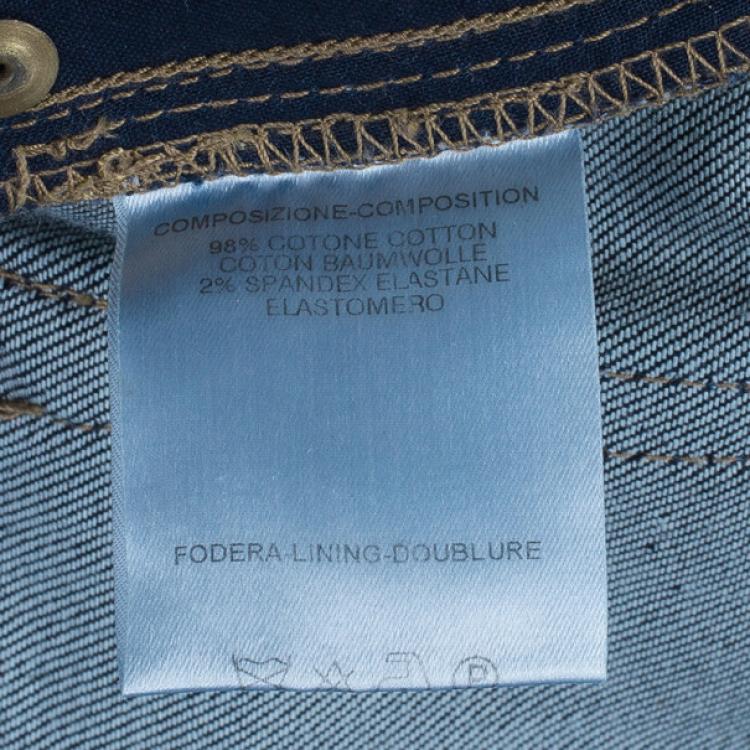 COMPOSIZIONE-COMPOSITION
98% COTONE COTTON
COTON BAUMWOLLE
2% SPANDEX ELASTANE
ELASTOMERO
FODERA-LINING-DOUBLURE
P